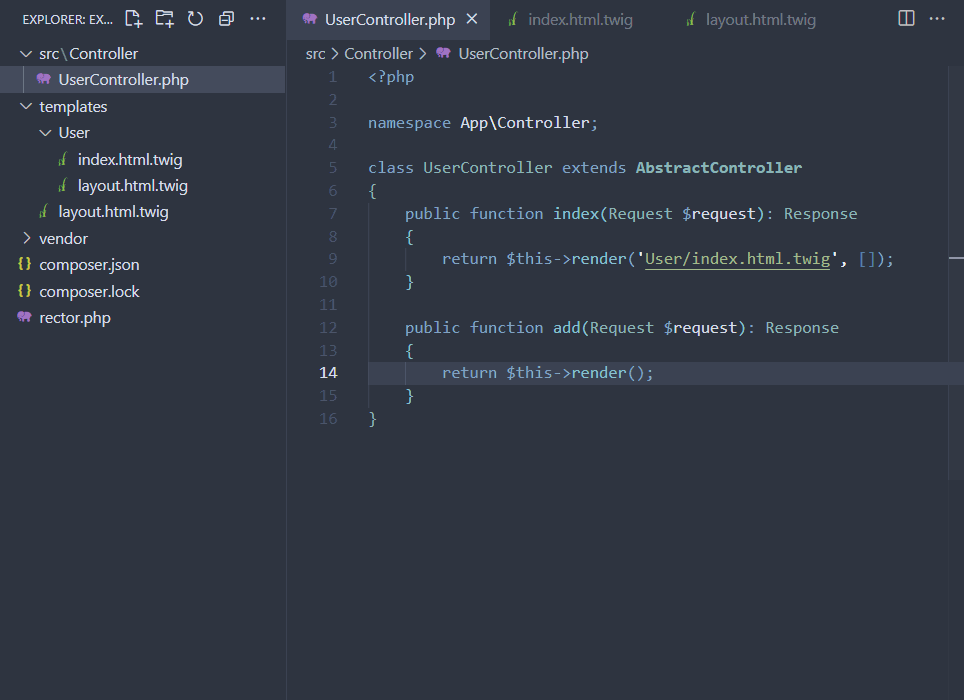 EXPLORER: EX...
src\Controller
UserController.php
templates
User
index.html.twig
layout.html.twig
layout.html.twig
vendor
{} composer.json
{} composer.lock
rector.php
UserController.php
index.html.twig
layout.html.twig
src > Controller > UserController.php
1 <?php
2
3 namespace App\Controller;
4
5 class UserController extends AbstractController
6 {
7     public function index(Request $request): Response
8     {
9         return $this->render('User/index.html.twig', []);
10     }
11
12     public function add(Request $request): Response
13     {
14         return $this->render();
15     }
16 }